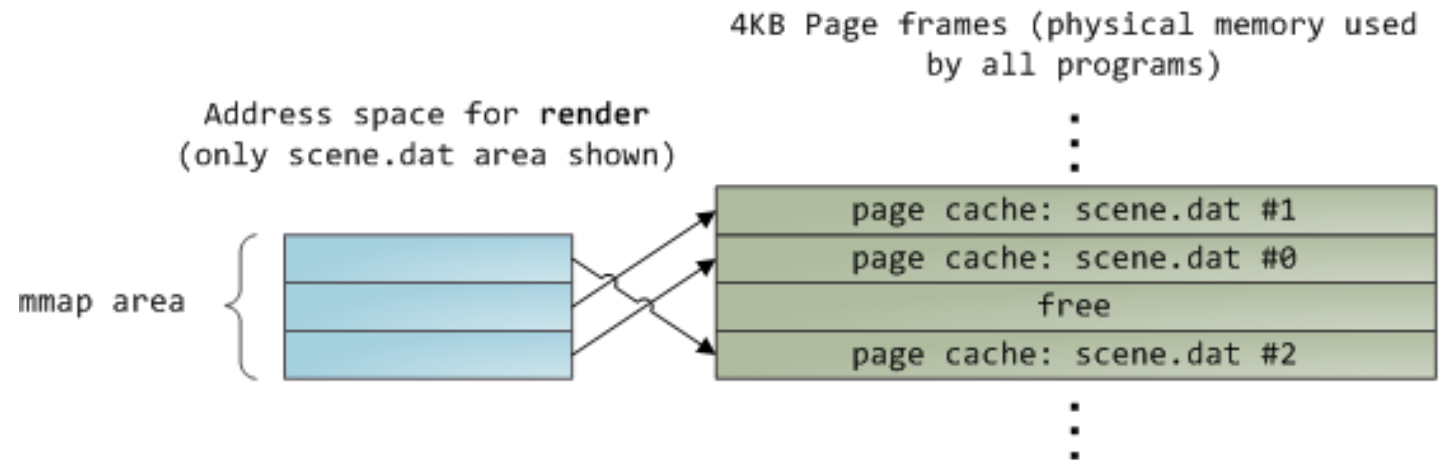 4KB Page frames (physical memory used
by all programs)
Address space for render
(only scene.dat area shown)
page cache: scene.dat #1
page cache: scene.dat #0
mmap area
free
page cache: scene.dat #2